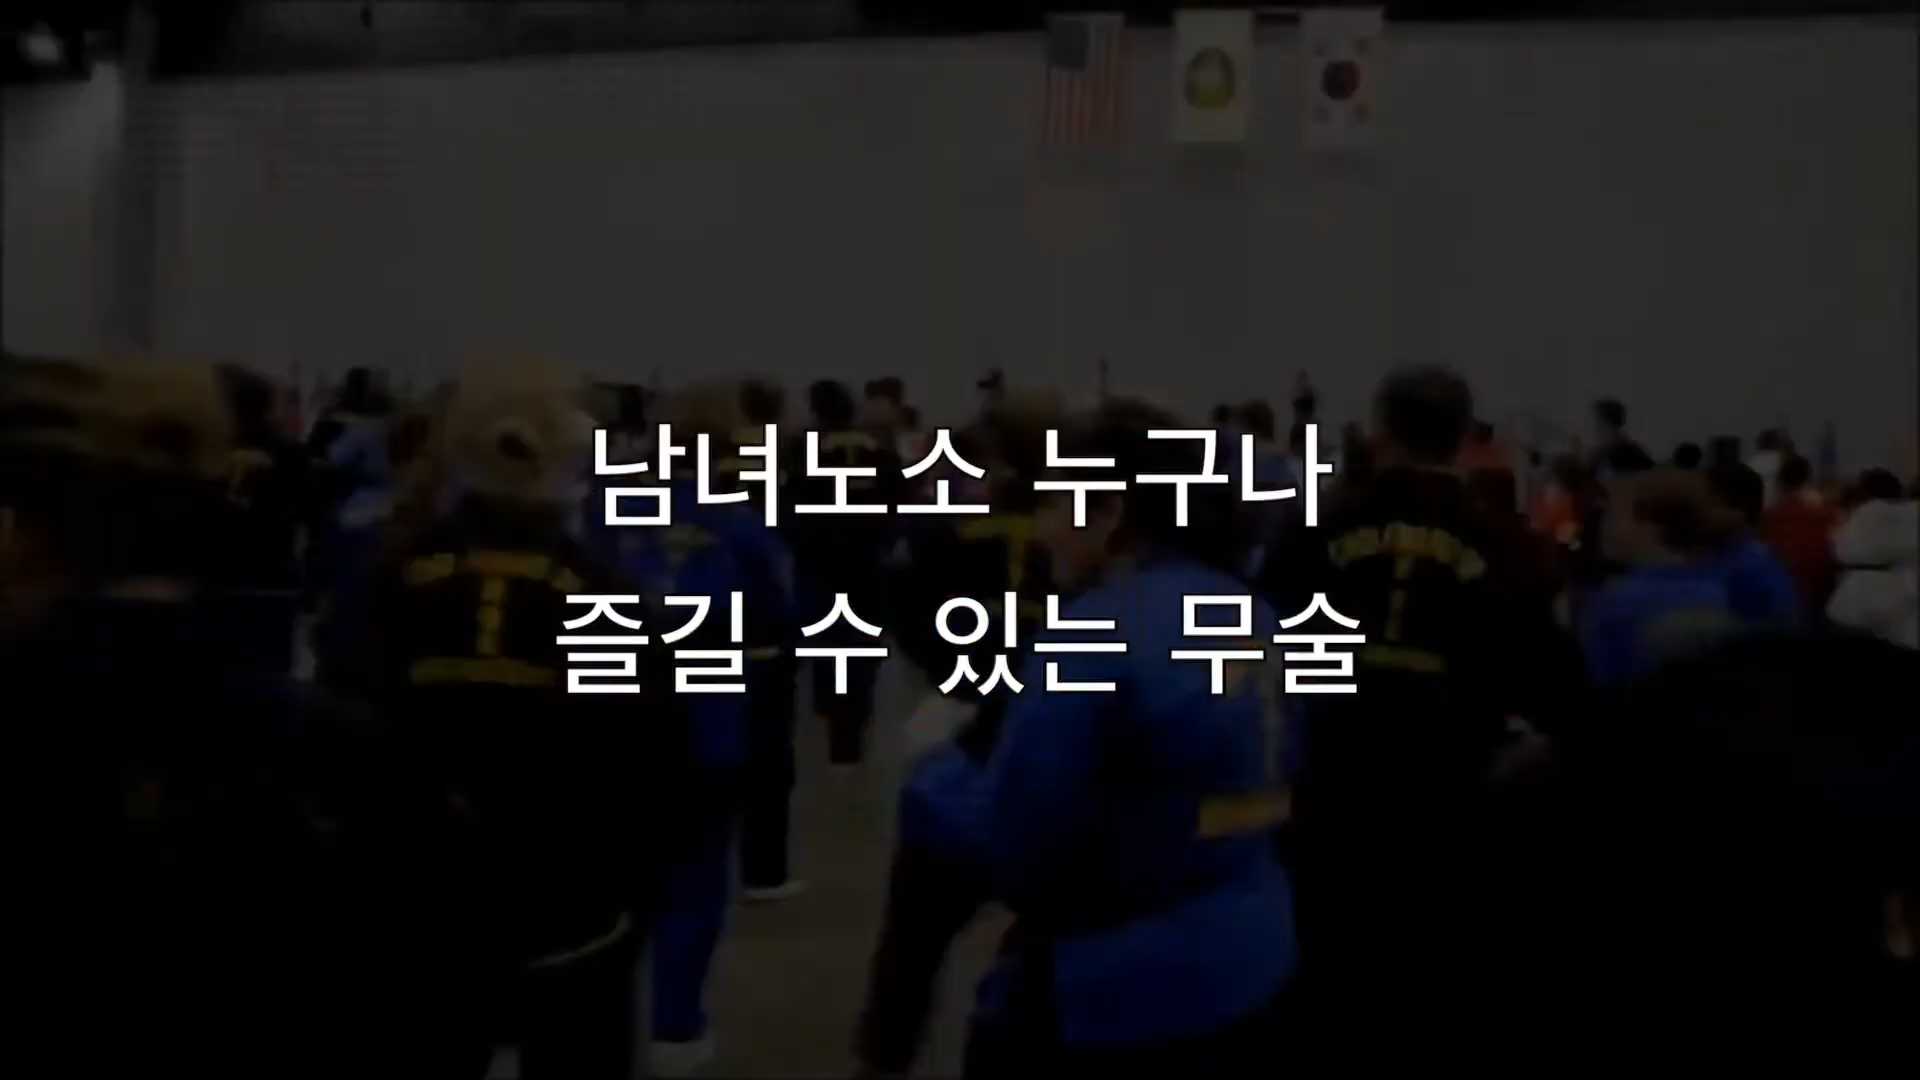 남녀노소 누구나
즐길 수 있는 무술